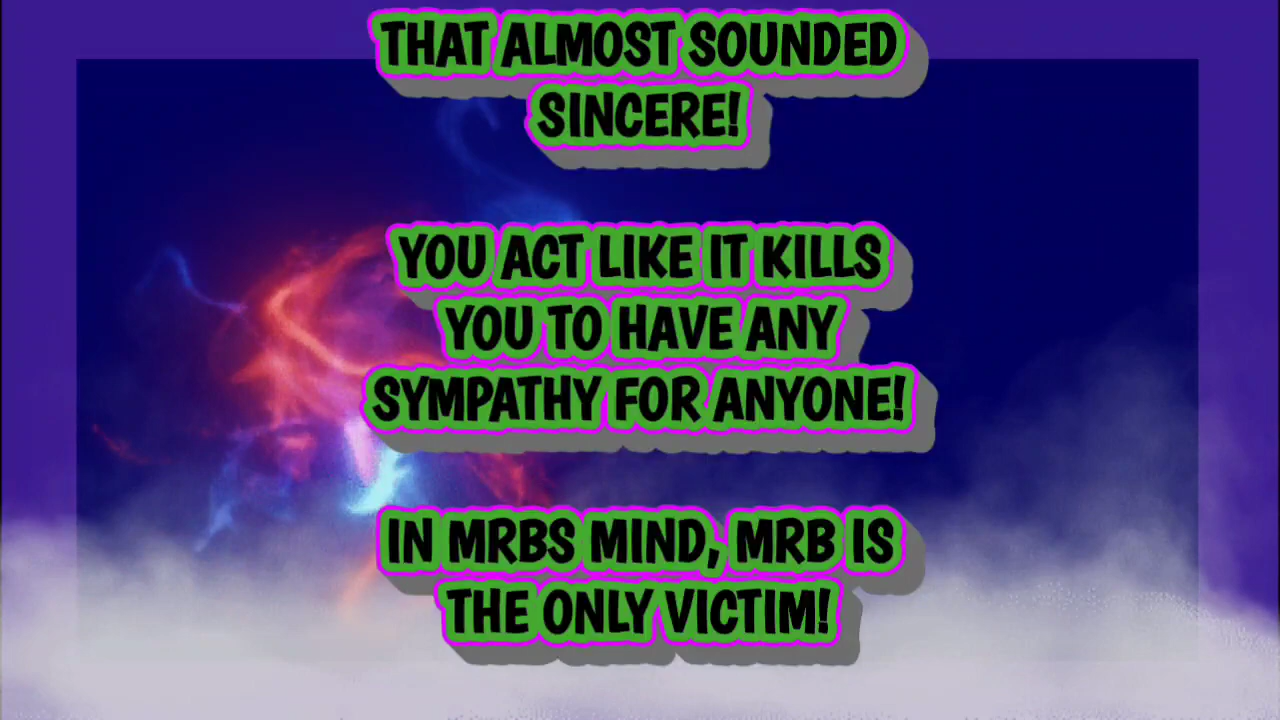 THAT ALMOST SOUNDED
SINCERE!
YOU ACT LIKE IT KILLS
YOU TO HAVE ANY
SYMPATHY FOR ANYONE!
IN MRBS MIND, MRB IS
THE ONLY VICTIM!